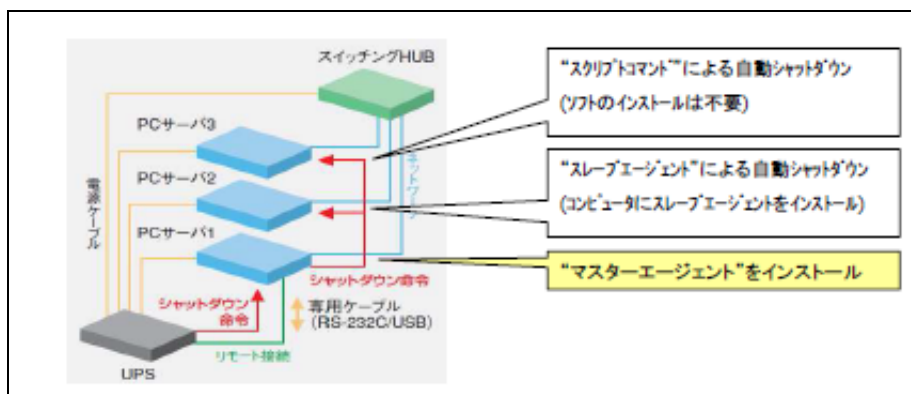 スイッチングHUB
PCサーバ3
PCサーバ2
PCサーバ1
電源ケーブル
ネットワーク
シャットダウン命令
シャットダウン
命令
専用ケーブル
(RS-232C/USB)
リモート接続
UPS
“スクリプトコマンド”による自動シャットダウン
(ソフトのインストールは不要)
“スレーブエージェント”による自動シャットダウン
(コンピュータにスレーブエージェントをインストール)
“マスターエージェント”をインストール